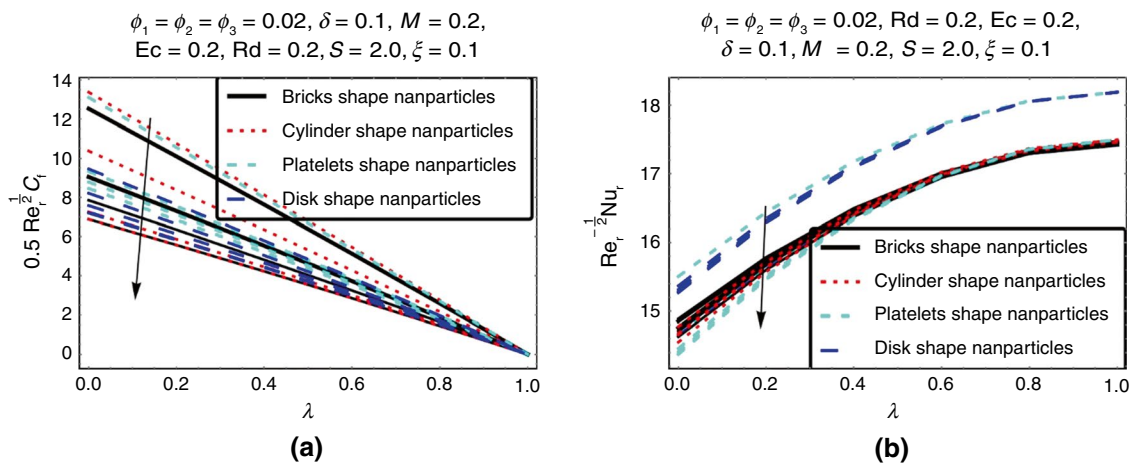 ϕ₁ = ϕ₂ = ϕ₃ = 0.02, δ = 0.1, M = 0.2,
Ec = 0.2, Rd = 0.2, S = 2.0, ξ = 0.1
14
12
10
8
6
4
2
0
0.5 Re_r^{1/2} C_f
Bricks shape nanparticles
Cylinder shape nanparticles
Platelets shape nanparticles
Disk shape nanparticles
0.0 0.2 0.4 0.6 0.8 1.0
λ
(a)
ϕ₁ = ϕ₂ = ϕ₃ = 0.02, Rd = 0.2, Ec = 0.2,
δ = 0.1, M = 0.2, S = 2.0, ξ = 0.1
18
17
16
15
Re_r^{-1/2} Nu_r
Bricks shape nanparticles
Cylinder shape nanparticles
Platelets shape nanparticles
Disk shape nanparticles
0.0 0.2 0.4 0.6 0.8 1.0
λ
(b)